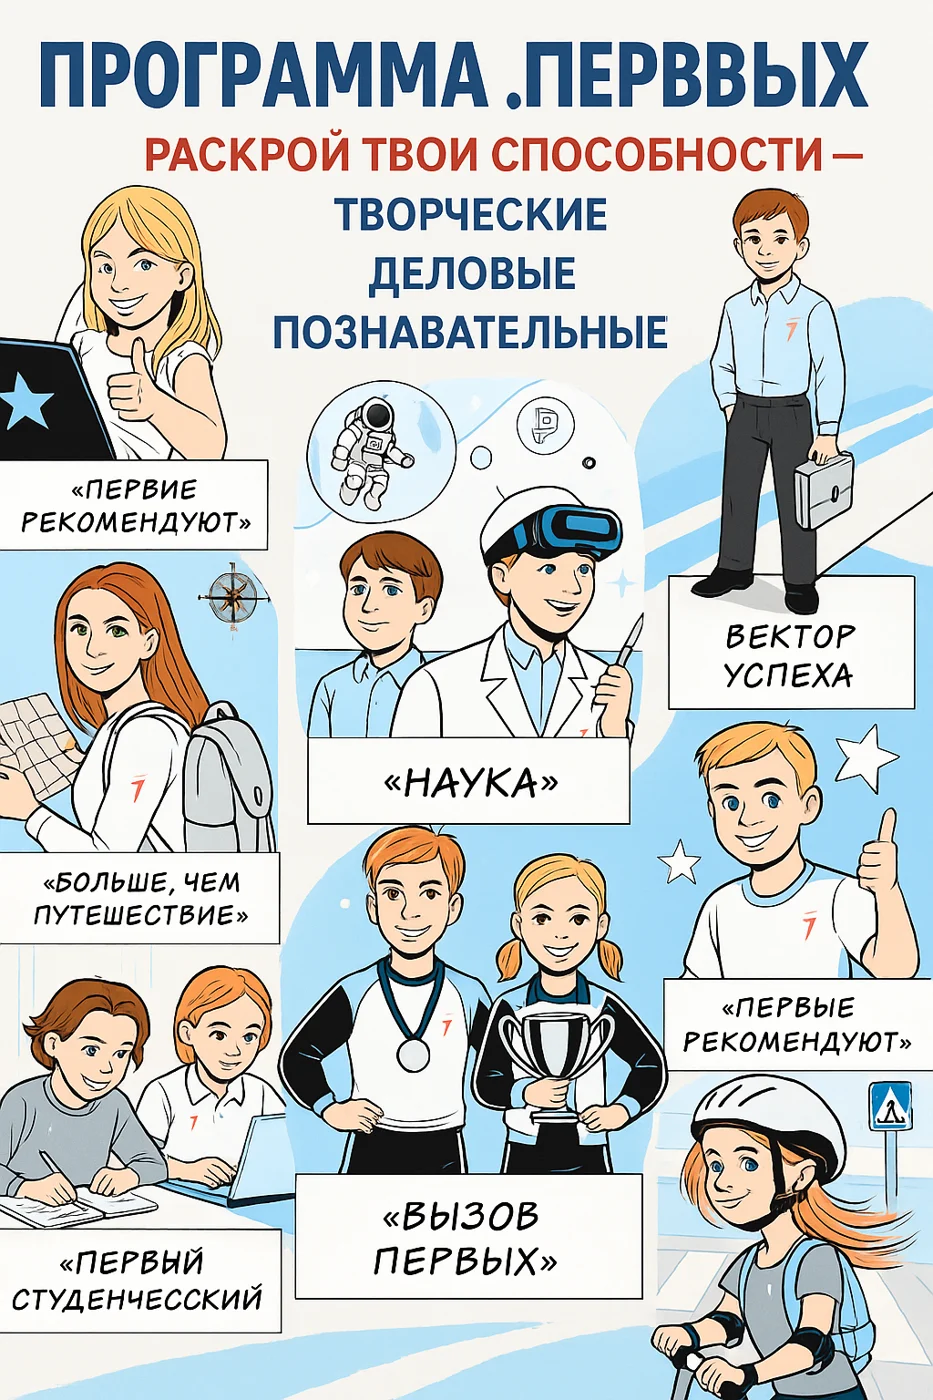 ПРОГРАММА .ПЕРВВЫХ
РАСКРОЙ ТВОИ СПОСОБНОСТИ –
ТВОРЧЕСКИЕ
ДЕЛОВЫЕ
ПОЗНАВАТЕЛЬНЫЕ
«ПЕРВИЕ
РЕКОМЕНДУЮТ»
ВЕКТОР
УСПЕХА
«НАУКА»
«БОЛЬШЕ, ЧЕМ
ПУТЕШЕСТВИЕ»
«ПЕРВЫЕ
РЕКОМЕНДУЮТ»
«ВЫЗОВ
ПЕРВЫХ»
«ПЕРВЫЙ
СТУДЕНЧЕССКИЙ